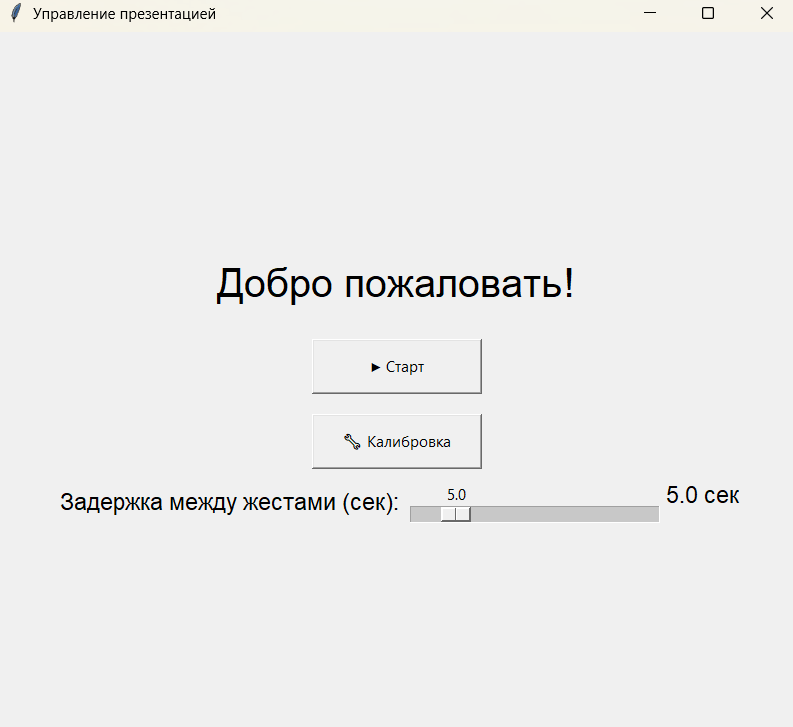 Управление презентацией
Добро пожаловать!
► Старт
🔧 Калибровка
5.0
Задержка между жестами (сек):
5.0 сек